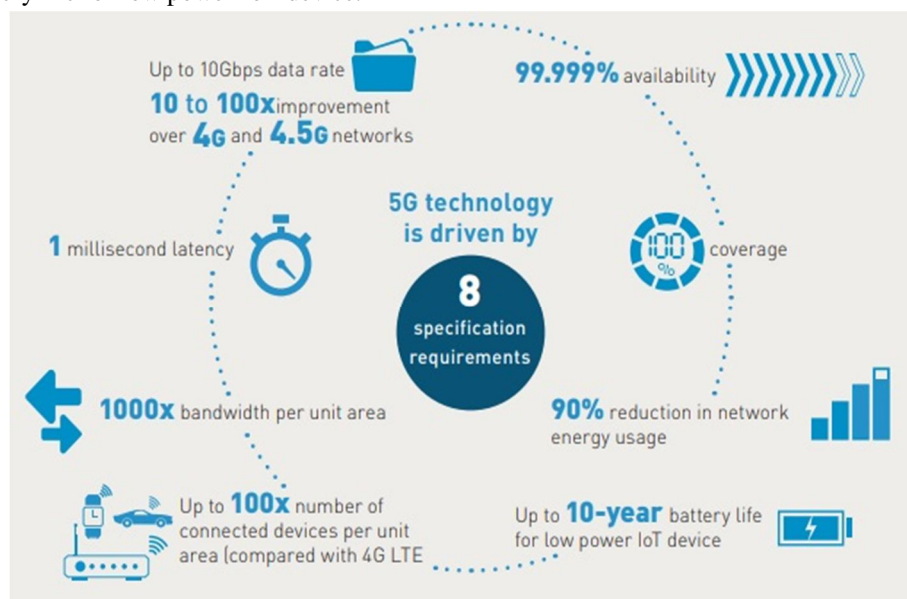 Up to 10Gbps data rate
10 to 100x improvement
over 4G and 4.5G networks
99.999% availability
5G technology
is driven by
8
specification
requirements
1 millisecond latency
100
%
coverage
1000x bandwidth per unit area
90% reduction in network
energy usage
Up to 100x number of
connected devices per unit
area (compared with 4G LTE
Up to 10-year battery life
for low power IoT device